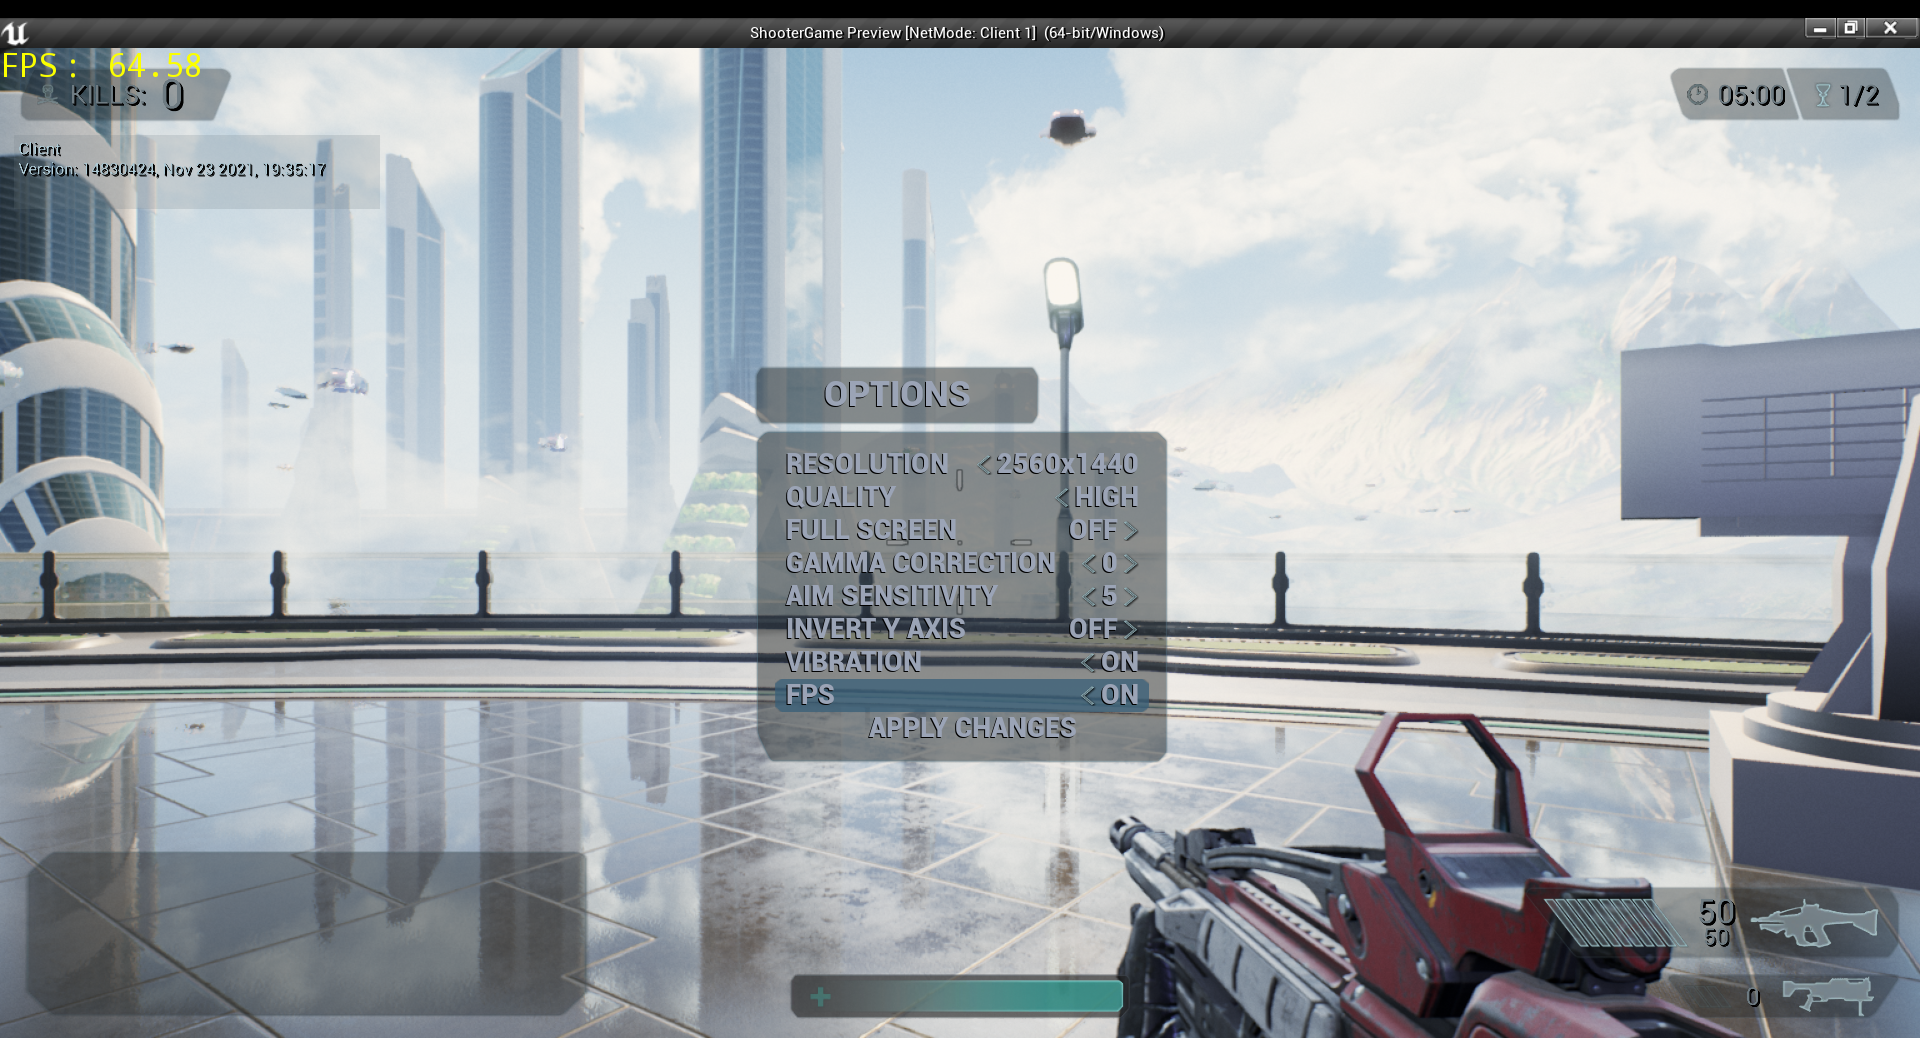 ShooterGame Preview [NetMode: Client 1] (64-bit/Windows)
FPS: 64.58
KILLS: 0
05:00 1/2
Client
Version: 14830424, Nov 23 2021, 19:35:17
OPTIONS
RESOLUTION <2560x1440
QUALITY <HIGH
FULL SCREEN OFF>
GAMMA CORRECTION <0>
AIM SENSITIVITY <5>
INVERT Y AXIS OFF>
VIBRATION <ON
FPS <ON
APPLY CHANGES
50
50
0